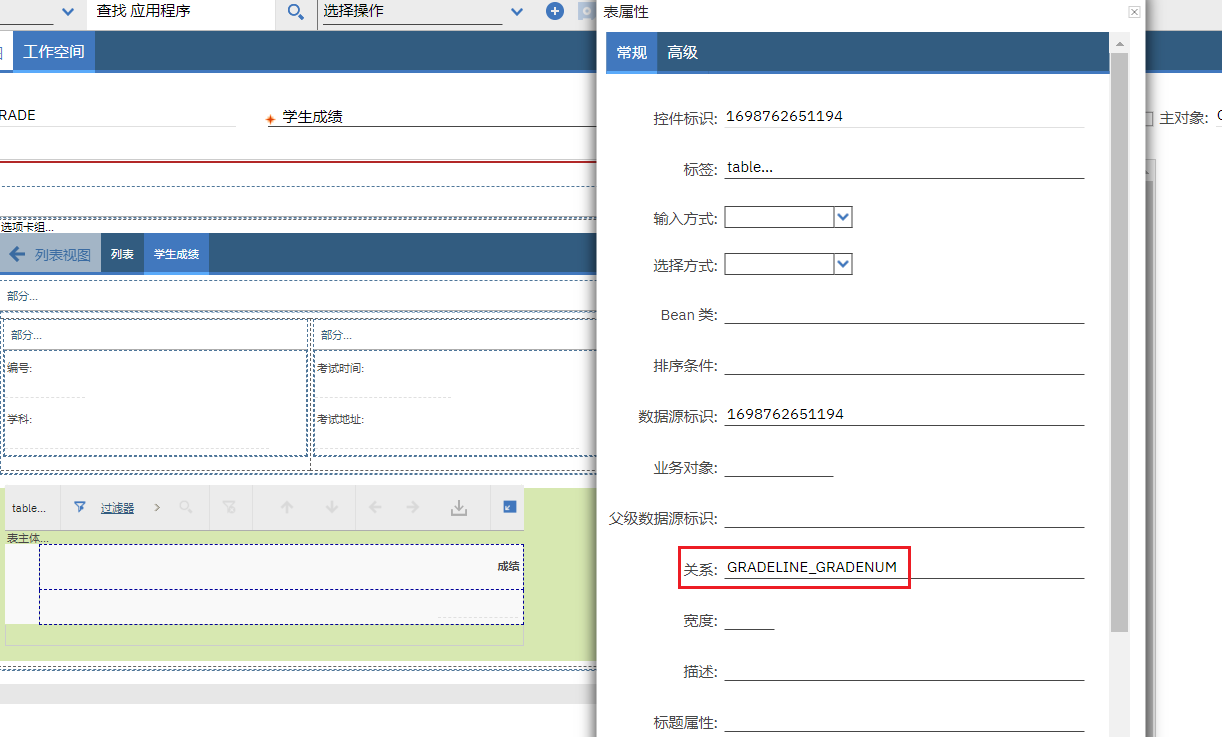 查找 应用程序
选择操作
工作空间
RADE
学生成绩
主对象:
选项卡组...
列表视图
列表
学生成绩
部分...
部分...
部分...
编号:
考试时间:
学科:
考试地址:
table...
过滤器
表主体...
成绩
表属性
常规
高级
控件标识: 1698762651194
标签: table...
输入方式:
选择方式:
Bean 类:
排序条件:
数据源标识: 1698762651194
业务对象:
父级数据源标识:
关系: GRADELINE_GRADENUM
宽度:
描述:
标题属性: